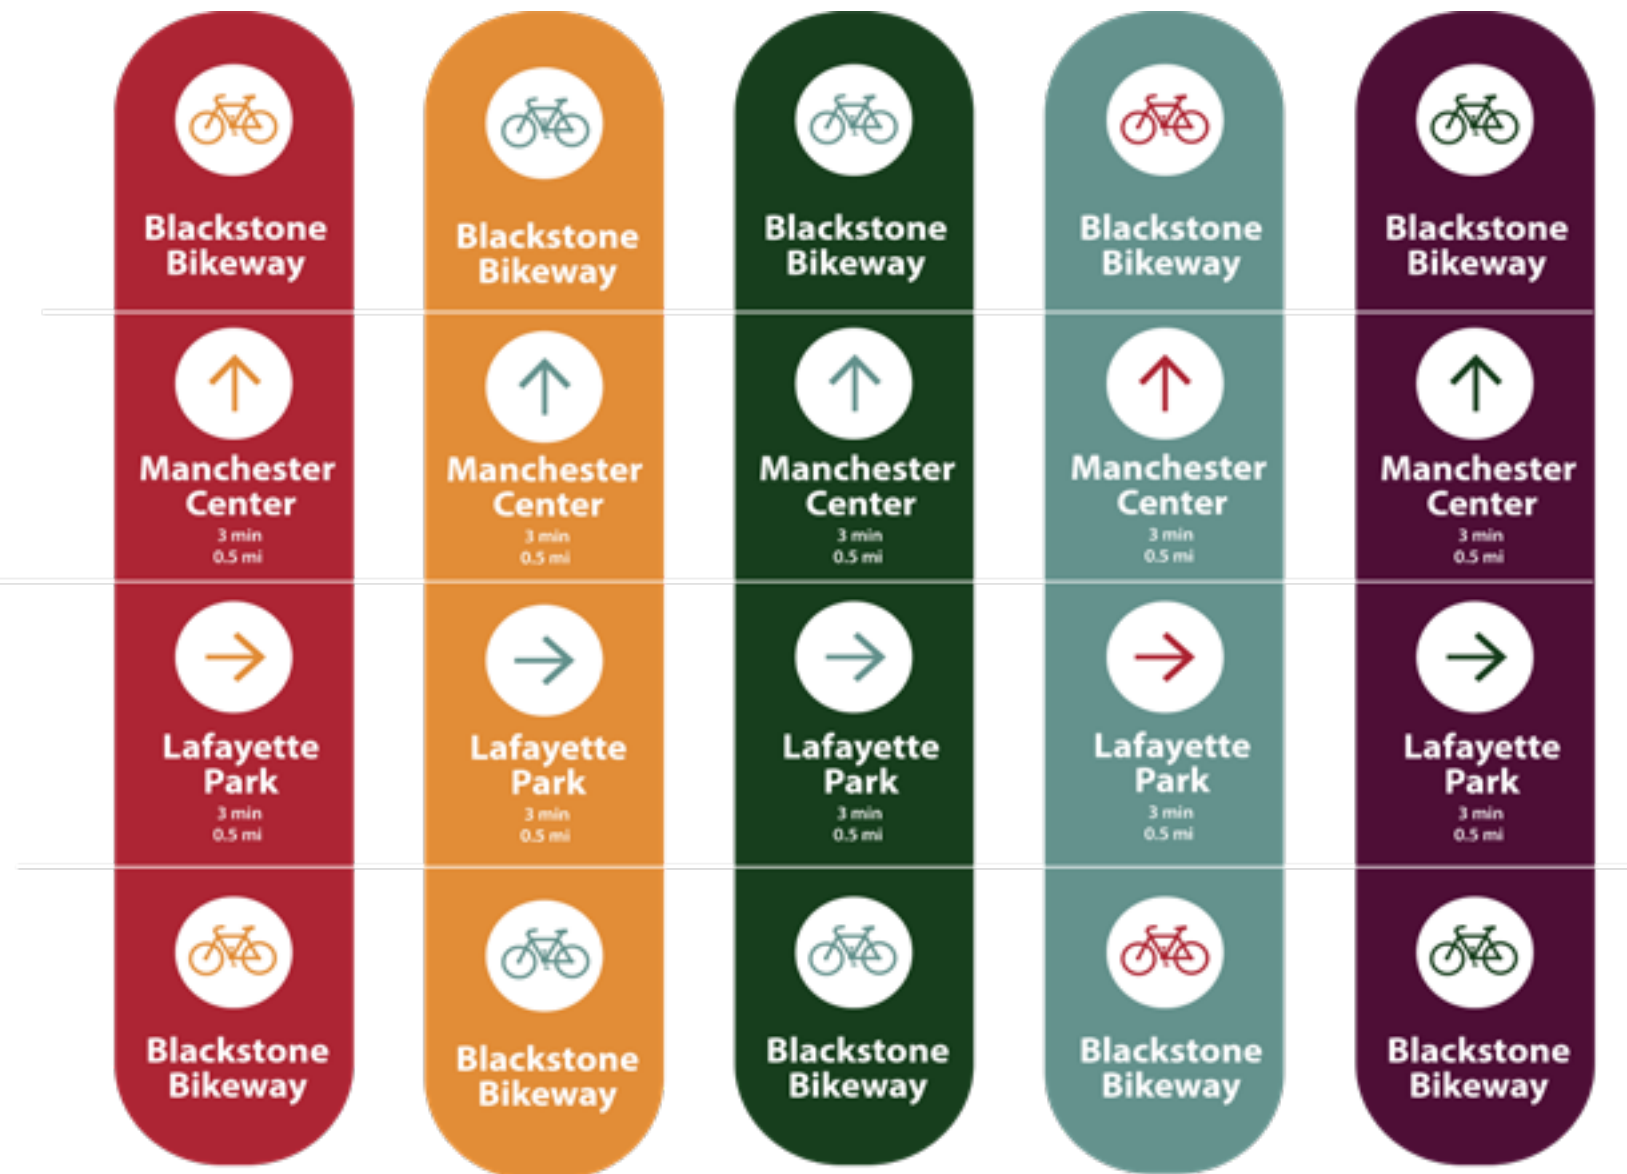 Blackstone
Bikeway
Manchester
Center
3 min
0.5 mi
Lafayette
Park
3 min
0.5 mi
Blackstone
Bikeway
Blackstone
Bikeway
Manchester
Center
3 min
0.5 mi
Lafayette
Park
3 min
0.5 mi
Blackstone
Bikeway
Blackstone
Bikeway
Manchester
Center
3 min
0.5 mi
Lafayette
Park
3 min
0.5 mi
Blackstone
Bikeway
Blackstone
Bikeway
Manchester
Center
3 min
0.5 mi
Lafayette
Park
3 min
0.5 mi
Blackstone
Bikeway
Blackstone
Bikeway
Manchester
Center
3 min
0.5 mi
Lafayette
Park
3 min
0.5 mi
Blackstone
Bikeway